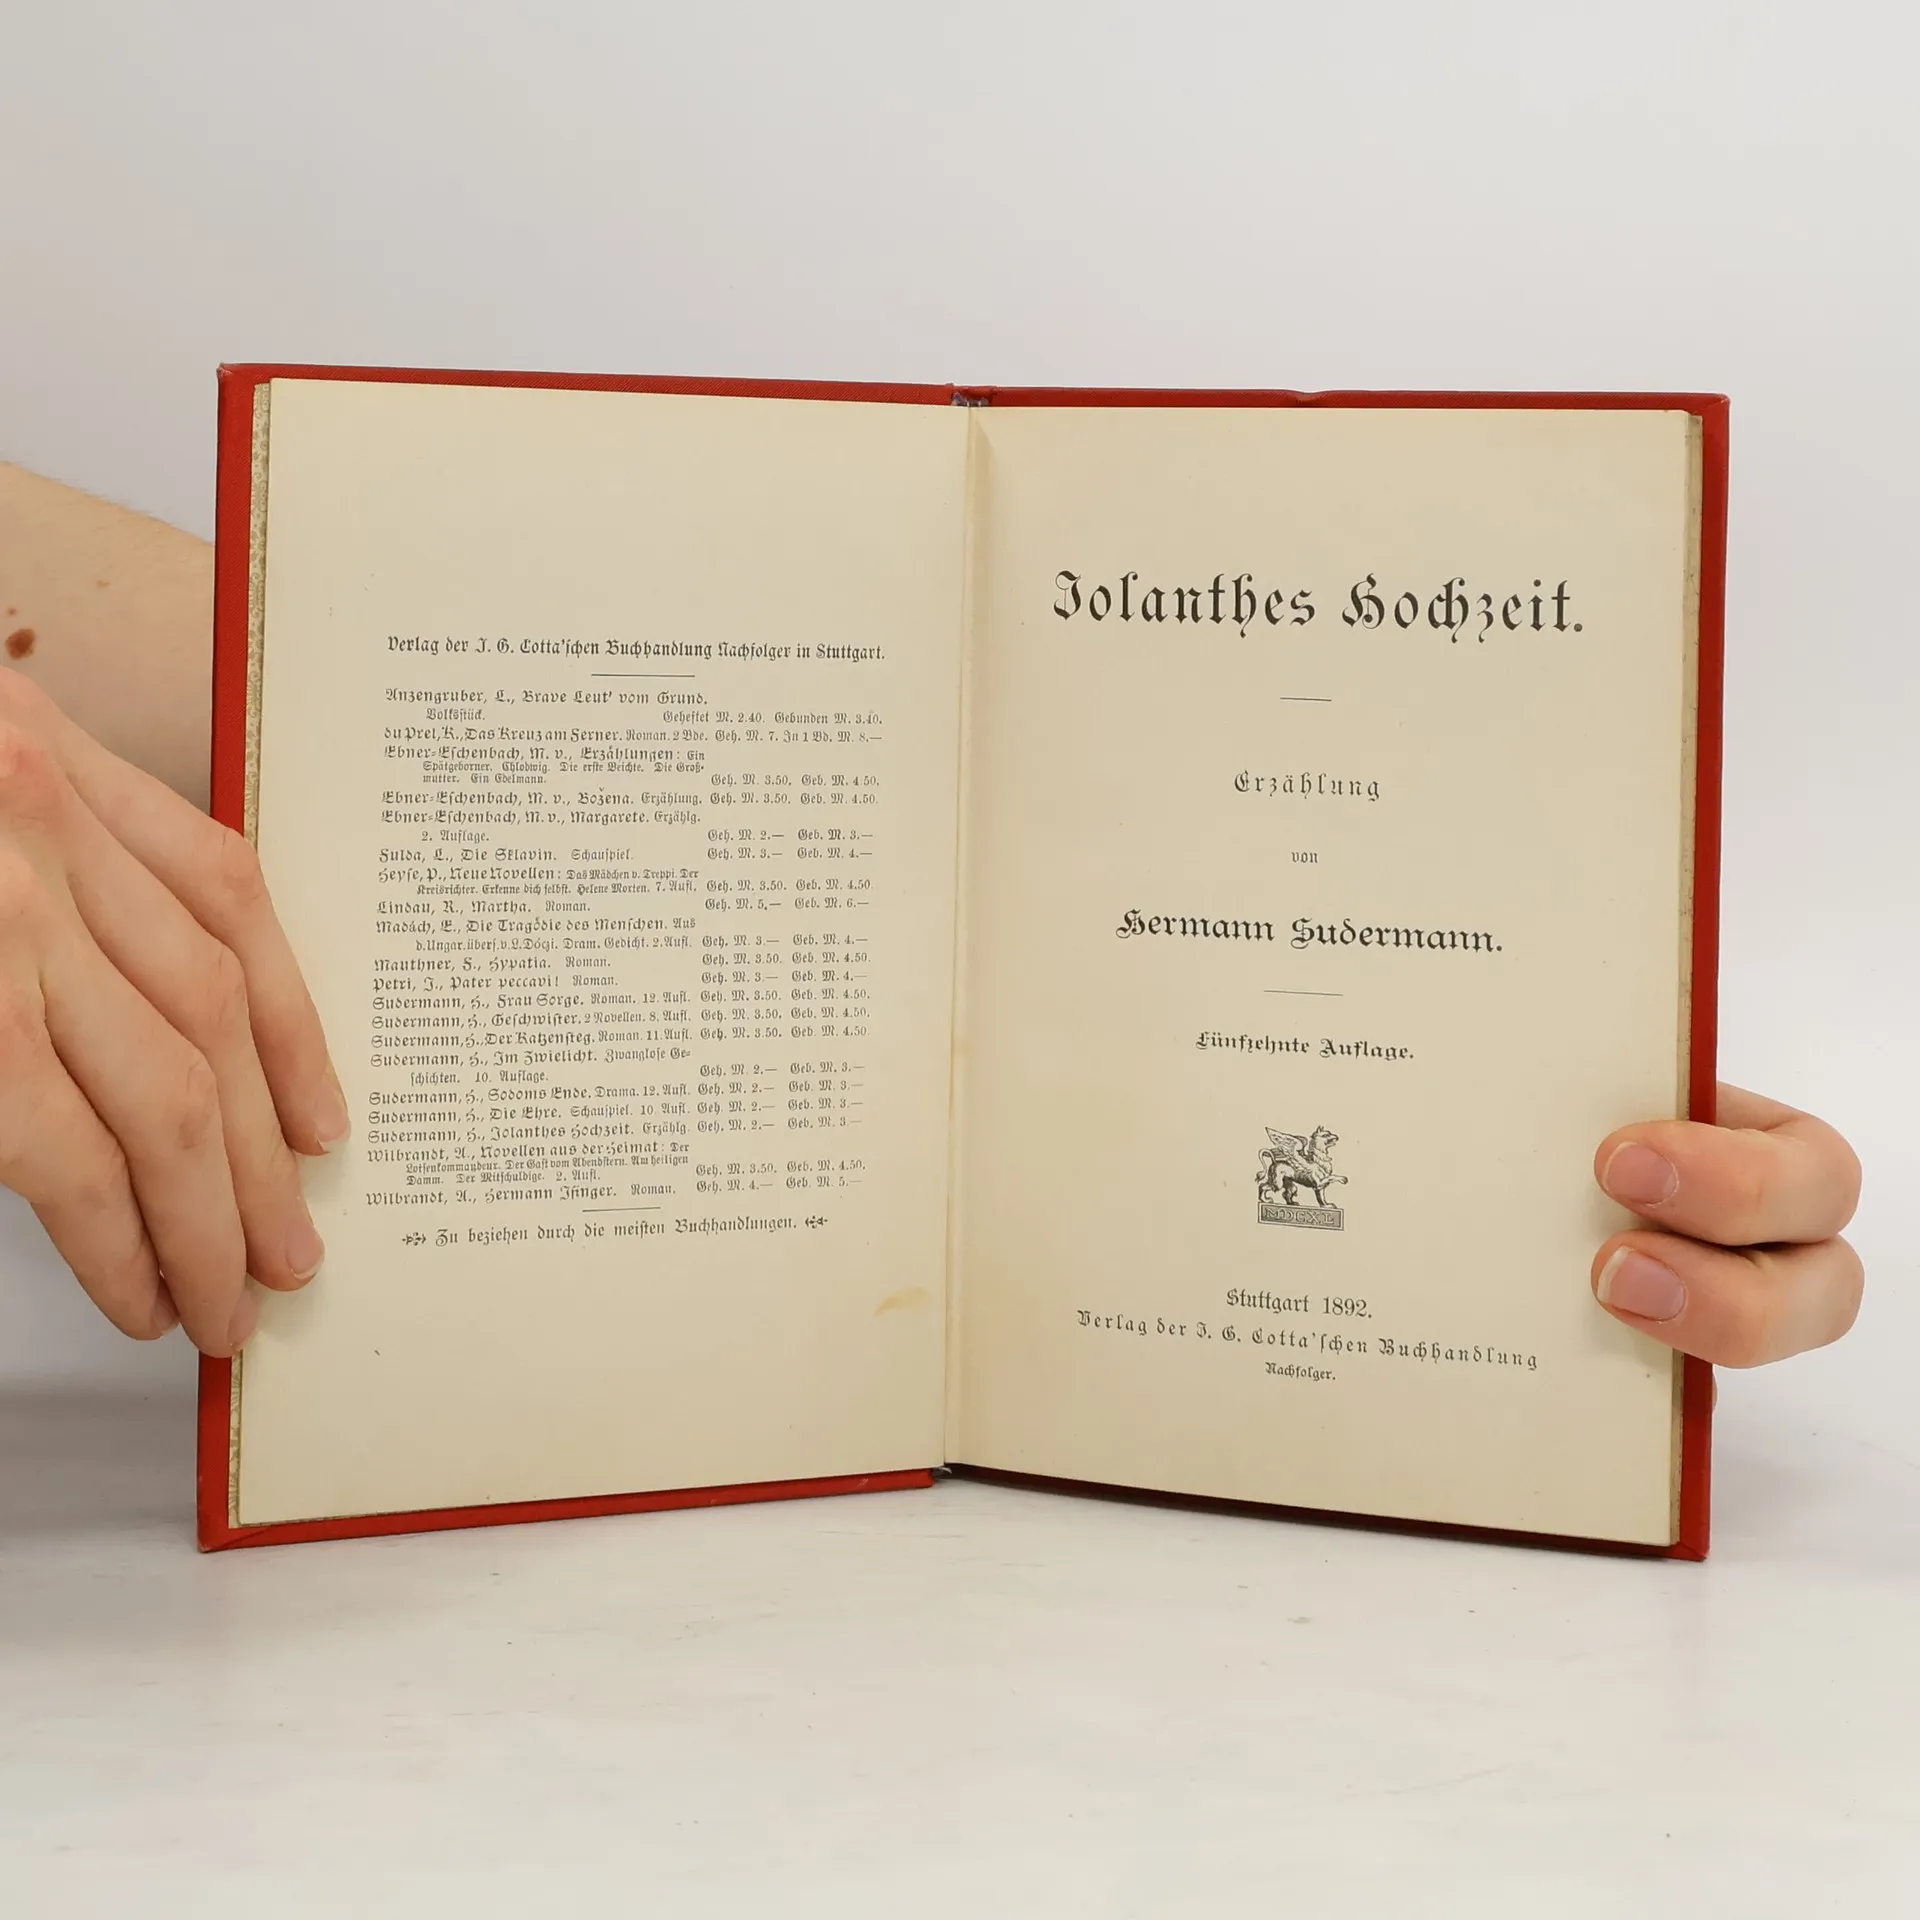 Verlag der J. G. Cotta'schen Buchhandlung Nachfolger in Stuttgart.
Anzengruber, L., Brave Leut' vom Grund.
Volksstück. Geheftet M. 2.40. Gebunden M. 3.40.
du Prel, K., Das Kreuz am Ferner. Roman. 2 Bde. Geh. M. 7. In 1 Bd. M. 8.—
Ebner-Eschenbach, M. v., Erzählungen: Ein
Spätgeborner. Chlodwig. Die erste Beichte. Die Groß-
mutter. Ein Edelmann. Geh. M. 3.50. Geb. M. 4.50.
Ebner-Eschenbach, M. v., Božena. Erzählung. Geh. M. 3.50. Geb. M. 4.50.
Ebner-Eschenbach, M. v., Margarete. Erzählg.
2. Auflage. Geh. M. 2.— Geb. M. 3.—
Fulda, L., Die Sklavin. Schauspiel. Geh. M. 3.— Geb. M. 4.—
Heyse, P., Neue Novellen: Das Mädchen v. Treppi. Der
Kreisrichter. Erkenne dich selbst. Helene Morten. 7. Aufl. Geh. M. 3.50. Geb. M. 4.50.
Lindau, R., Martha. Roman. Geh. M. 5.— Geb. M. 6.—
Madách, E., Die Tragödie des Menschen. Aus
d. Ungar. übers. v. L. Dóczi. Dram. Gedicht. 2. Aufl. Geh. M. 3.— Geb. M. 4.—
Mauthner, F., Hypatia. Roman. Geh. M. 3.50. Geb. M. 4.50.
Petri, J., Pater peccavi! Roman. Geh. M. 3.— Geb. M. 4.—
Sudermann, H., Frau Sorge. Roman. 12. Aufl. Geh. M. 3.50. Geb. M. 4.50.
Sudermann, H., Geschwister. 2 Novellen. 8. Aufl. Geh. M. 3.50. Geb. M. 4.50.
Sudermann, H., Der Katzensteg. Roman. 11. Aufl. Geh. M. 3.50. Geb. M. 4.50
Sudermann, H., Im Zwielicht. Zwanglose Ge-
schichten. 10. Auflage. Geh. M. 2.— Geb. M. 3.—
Sudermann, H., Sodoms Ende. Drama. 12. Aufl. Geh. M. 2.— Geb. M. 3.—
Sudermann, H., Die Ehre. Schauspiel. 10. Aufl. Geh. M. 2.— Geb. M. 3.—
Sudermann, H., Jolanthes Hochzeit. Erzählg. Geh. M. 2.— Geb. M. 3.—
Wilbrandt, A., Novellen aus der Heimat: Der
Lotsenkommandeur. Der Gast vom Abendstern. Am heiligen
Damm. Der Mitschuldige. 2. Aufl. Geh. M. 3.50. Geb. M. 4.50.
Wilbrandt, A., Hermann Ifinger. Roman. Geh. M. 4.— Geb. M. 5.—
Zu beziehen durch die meisten Buchhandlungen.
Jolanthes Hochzeit.
Erzählung
von
Hermann Sudermann.
Fünfzehnte Auflage.
MDCXL
Stuttgart 1892.
Verlag der J. G. Cotta'schen Buchhandlung
Nachfolger.